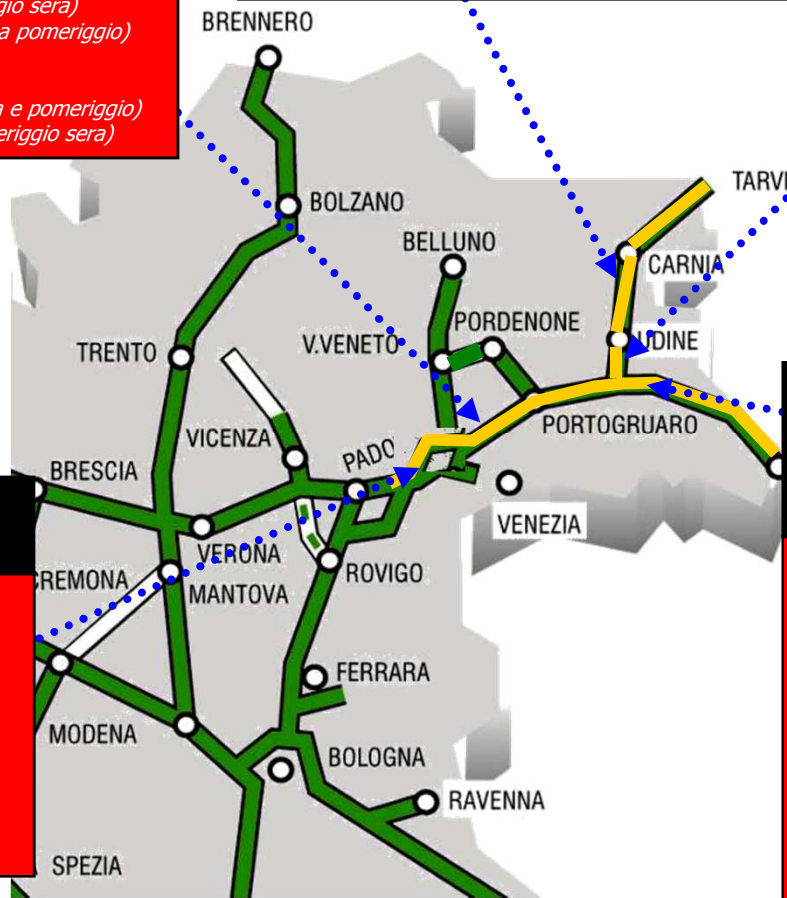 gio sera)
a pomeriggio)
a e pomeriggio)
eriggio sera)
BRENNERO
TARVI
BOLZANO
BELLUNO
CARNIA
PORDENONE
V.VENETO
UDINE
TRENTO
PORTOGRUARO
VICENZA
PADO
BRESCIA
VENEZIA
VERONA
CREMONA
ROVIGO
MANTOVA
FERRARA
MODENA
BOLOGNA
RAVENNA
SPEZIA